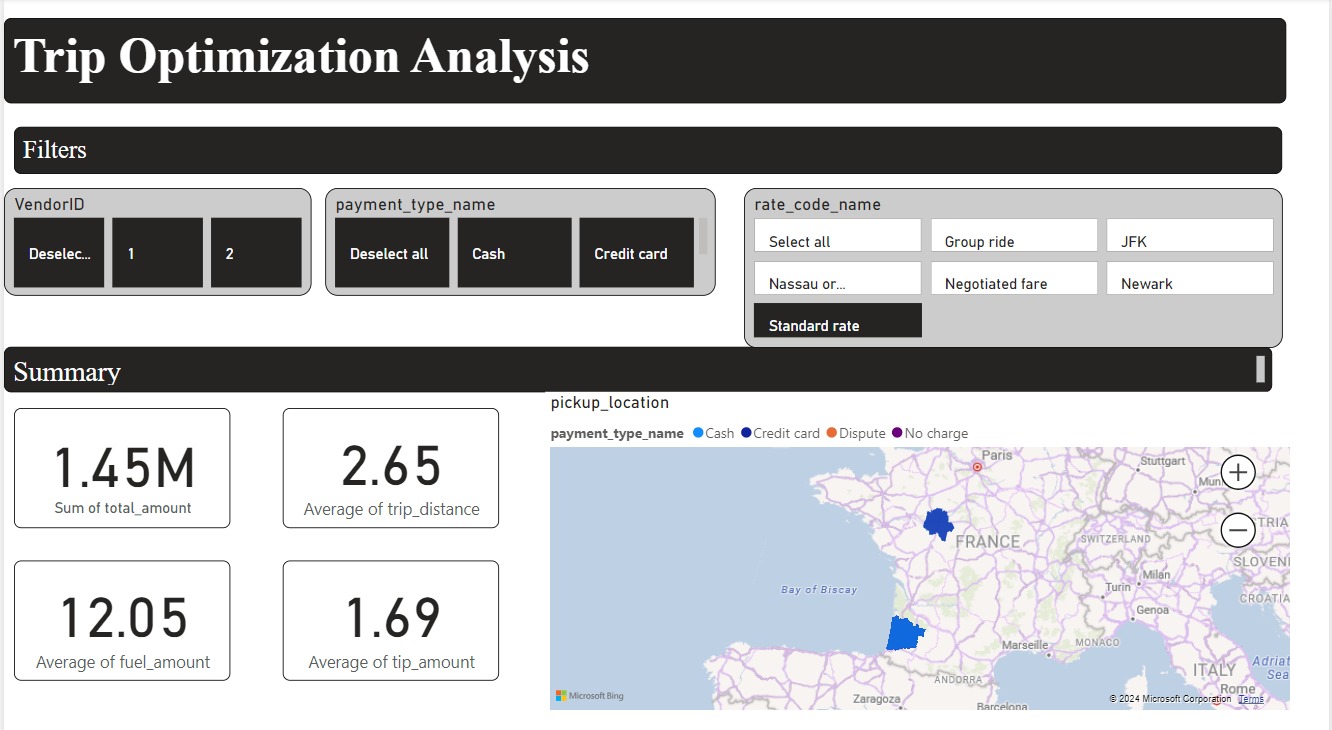 Trip Optimization Analysis
Filters
VendorID
Deselec...
1
2
payment_type_name
Deselect all
Cash
Credit card
rate_code_name
Select all
Group ride
JFK
Nassau or...
Negotiated fare
Newark
Standard rate
Summary
1.45M
Sum of total_amount
2.65
Average of trip_distance
12.05
Average of fuel_amount
1.69
Average of tip_amount
pickup_location
payment_type_name Cash Credit card Dispute No charge
Paris
Stuttgart
Mun
FRANCE
SWITZERLAND
TRIA
SLOVENI
Bay of Biscay
Milan
Turin
CROATIA
Genoa
Marseille
MONACO
ANDORRA
ITALY
Adriat
Sea
Rome
Zaragoza
Barcelona
Microsoft Bing
© 2024 Microsoft Corporation Terms